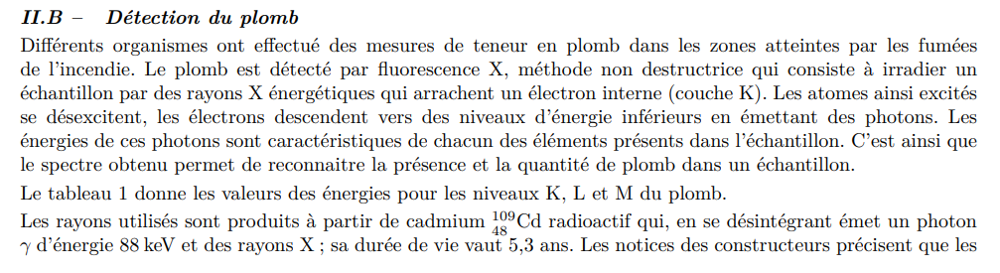 II.B – Détection du plomb
Différents organismes ont effectué des mesures de teneur en plomb dans les zones atteintes par les fumées
de l'incendie. Le plomb est détecté par fluorescence X, méthode non destructrice qui consiste à irradier un
échantillon par des rayons X énergétiques qui arrachent un électron interne (couche K). Les atomes ainsi excités
se désexcitent, les électrons descendent vers des niveaux d'énergie inférieurs en émettant des photons. Les
énergies de ces photons sont caractéristiques de chacun des éléments présents dans l'échantillon. C'est ainsi que
le spectre obtenu permet de reconnaitre la présence et la quantité de plomb dans un échantillon.
Le tableau 1 donne les valeurs des énergies pour les niveaux K, L et M du plomb.
Les rayons utilisés sont produits à partir de cadmium ¹⁰⁹₄₈Cd radioactif qui, en se désintégrant émet un photon
γ d'énergie 88 keV et des rayons X ; sa durée de vie vaut 5,3 ans. Les notices des constructeurs précisent que les